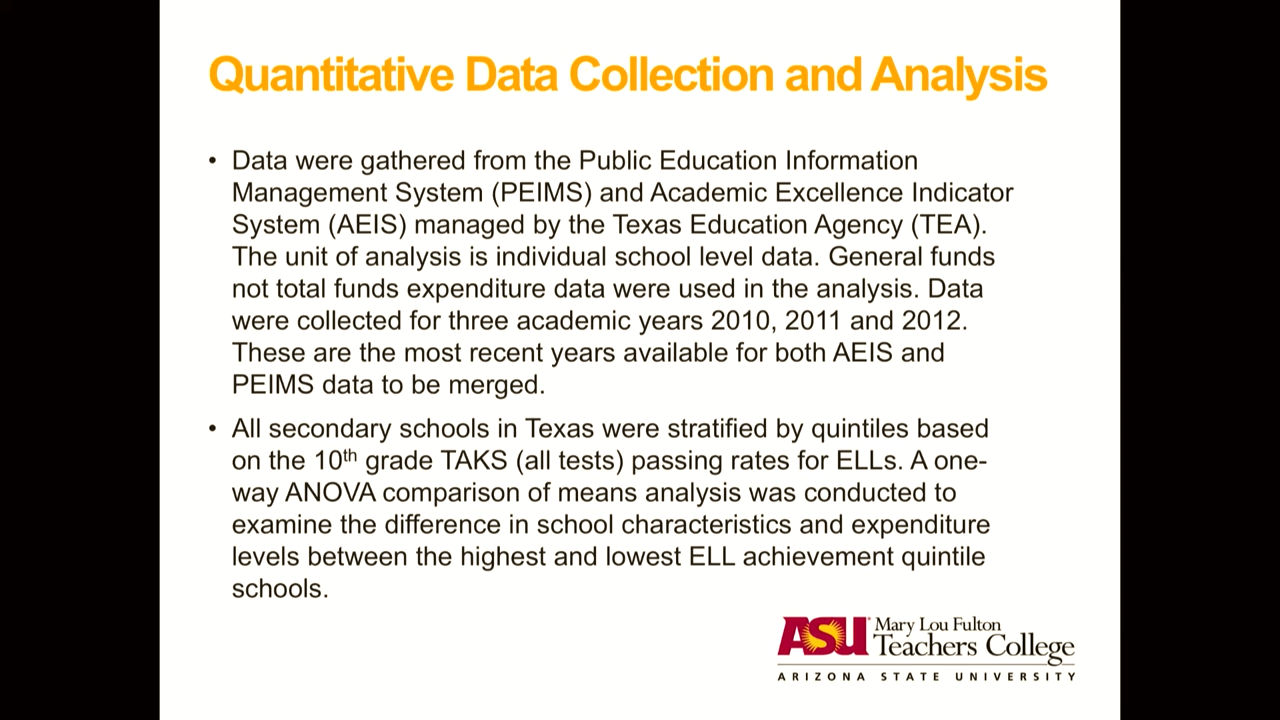 Quantitative Data Collection and Analysis
• Data were gathered from the Public Education Information
Management System (PEIMS) and Academic Excellence Indicator
System (AEIS) managed by the Texas Education Agency (TEA).
The unit of analysis is individual school level data. General funds
not total funds expenditure data were used in the analysis. Data
were collected for three academic years 2010, 2011 and 2012.
These are the most recent years available for both AEIS and
PEIMS data to be merged.
• All secondary schools in Texas were stratified by quintiles based
on the 10th grade TAKS (all tests) passing rates for ELLs. A one-
way ANOVA comparison of means analysis was conducted to
examine the difference in school characteristics and expenditure
levels between the highest and lowest ELL achievement quintile
schools.
ASU Mary Lou Fulton
Teachers College
ARIZONA STATE UNIVERSITY